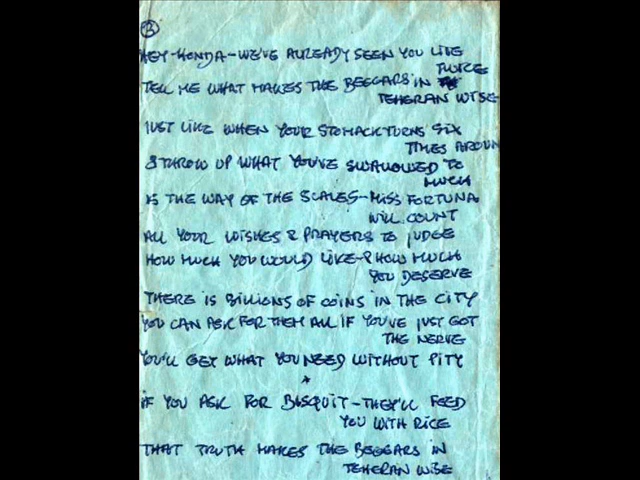 B
HEY-HONDA-WE'VE ALREADY SEEN YOU LIVE
TWICE
TELL ME WHAT MAKES THE BEGGARS IN
TEHERAN WISE
JUST LIKE WHEN YOUR STOMACK TURNS SIX
TIMES AROUN
& THROW UP WHAT YOU'VE SWALLOWED TO
MUCH
IS THE WAY OF THE SCALES-MISS FORTUNA
WILL COUNT
ALL YOUR WISHES & PRAYERS TO JUDGE
HOW MUCH YOU WOULD LIKE-& HOW MUCH
YOU DESERVE
THERE IS BILLIONS OF COINS IN THE CITY
YOU CAN ASK FOR THEM ALL IF YOU'VE JUST GOT
THE NERVE
YOU'LL GET WHAT YOU NEED WITHOUT PITY
*
IF YOU ASK FOR BISQUIT-THEY'LL FEED
YOU WITH RICE
THAT TRUTH MAKES THE BEGGARS IN
TEHERAN WISE